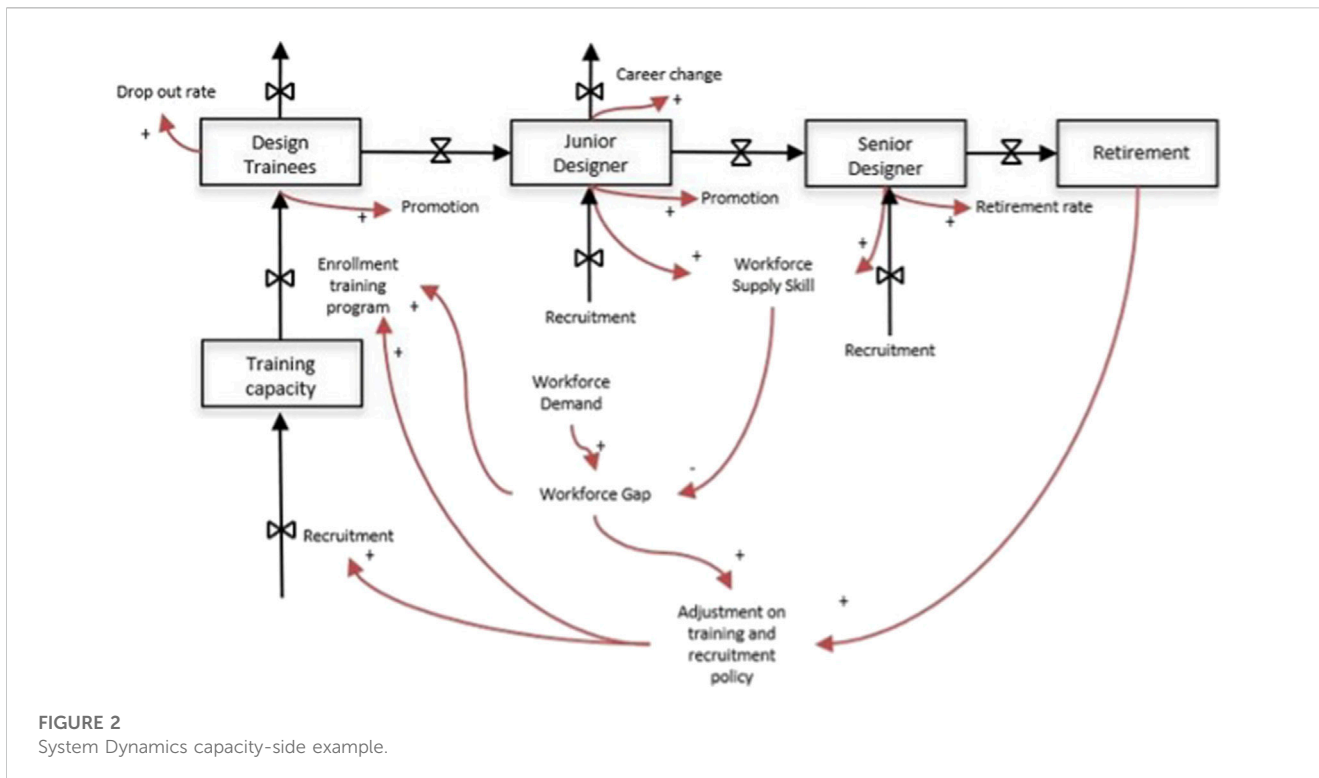 Career change
+
Drop out rate
+
Design
Trainees
Junior
Designer
Senior
Designer
Retirement
+
Promotion
+
Promotion
+
Retirement rate
Enrollment
training
program
+
+
+
Workforce
Supply Skill
+
Recruitment
Recruitment
Training
capacity
Workforce
Demand
+
-
Workforce Gap
Recruitment
+
+
+
Adjustment on
training and
recruitment
policy
FIGURE 2
System Dynamics capacity-side example.